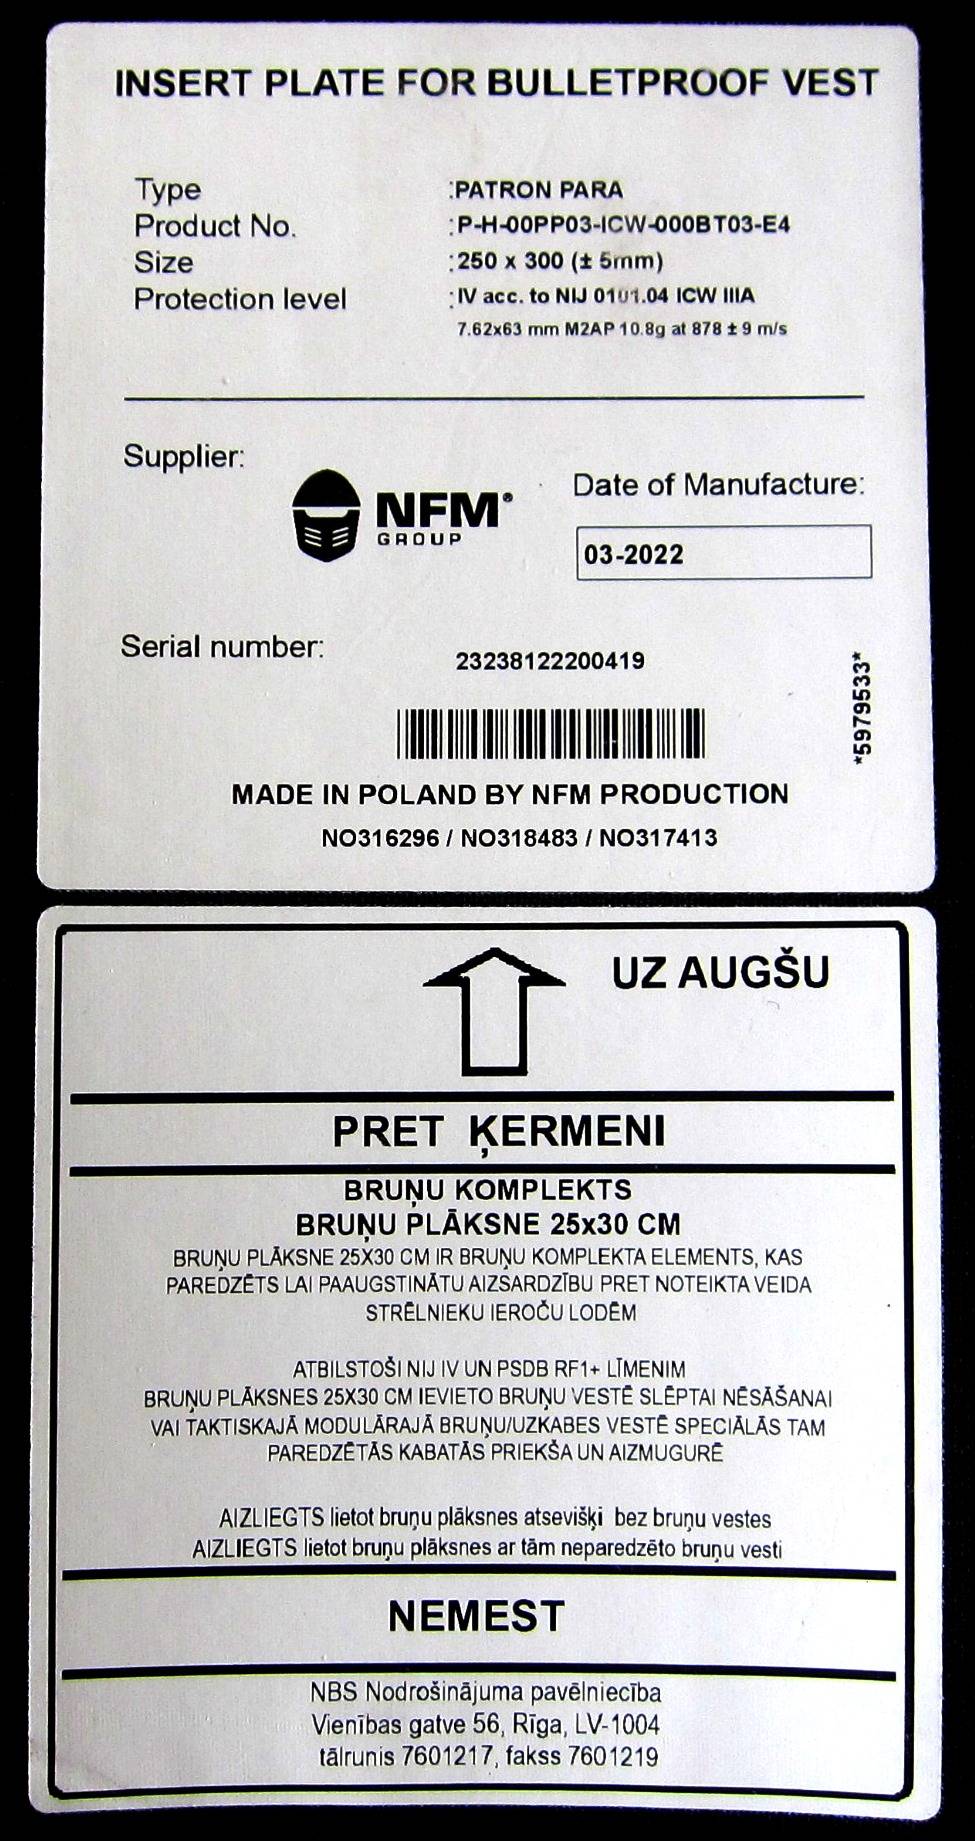 INSERT PLATE FOR BULLETPROOF VEST
Type :PATRON PARA
Product No. :P-H-00PP03-ICW-000BT03-E4
Size :250 x 300 (± 5mm)
Protection level :IV acc. to NIJ 0101.04 ICW IIIA
7.62x63 mm M2AP 10.8g at 878 ± 9 m/s
Supplier:
NFM®
GROUP
Date of Manufacture:
03-2022
Serial number:
23238122200419
*5979533*
MADE IN POLAND BY NFM PRODUCTION
NO316296 / NO318483 / NO317413
UZ AUGŠU
PRET ĶERMENI
BRUŅU KOMPLEKTS
BRUŅU PLĀKSNE 25x30 CM
BRUŅU PLĀKSNE 25X30 CM IR BRUŅU KOMPLEKTA ELEMENTS, KAS
PAREDZĒTS LAI PAAUGSTINĀTU AIZSARDZĪBU PRET NOTEIKTA VEIDA
STRĒLNIEKU IEROČU LODĒM
ATBILSTOŠI NIJ IV UN PSDB RF1+ LĪMENIM
BRUŅU PLĀKSNES 25X30 CM IEVIETO BRUŅU VESTĒ SLĒPTAI NĒSĀŠANAI
VAI TAKTISKAJĀ MODULĀRAJĀ BRUŅU/UZKABES VESTĒ SPECIĀLĀS TAM
PAREDZĒTĀS KABATĀS PRIEKŠA UN AIZMUGURĒ
AIZLIEGTS lietot bruņu plāksnes atsevišķi bez bruņu vestes
AIZLIEGTS lietot bruņu plāksnes ar tām neparedzēto bruņu vesti
NEMEST
NBS Nodrošinājuma pavēlniecība
Vienības gatve 56, Rīga, LV-1004
tālrunis 7601217, fakss 7601219